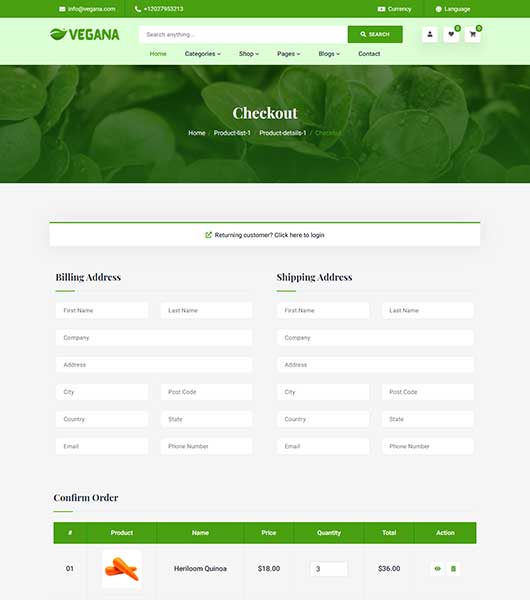 info@vegana.com +12027953213 Currency Language
VEGANA Search anything... SEARCH 0 0
Home Categories Shop Pages Blogs Contact
Checkout
Home / Product-list-1 / Product-details-1 / Checkout
Returning customer? Click here to login
Billing Address Shipping Address
First Name Last Name First Name Last Name
Company Company
Address Address
City Post Code City Post Code
Country State Country State
Email Phone Number Email Phone Number
Confirm Order
# Product Name Price Quantity Total Action
01 Heriloom Quinoa $18.00 3 $36.00